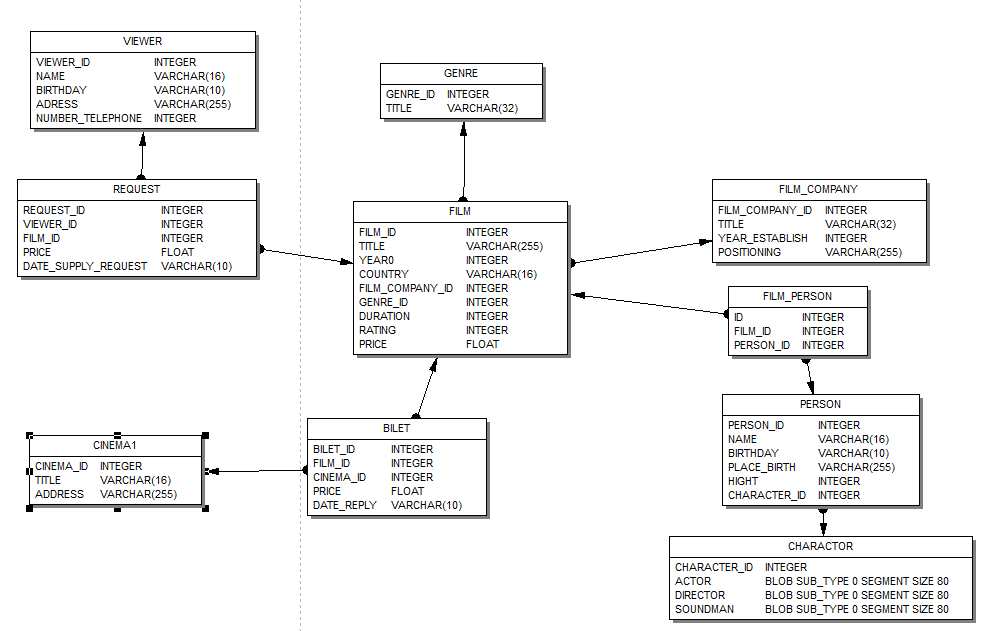 VIEWER
VIEWER_ID INTEGER
NAME VARCHAR(16)
BIRTHDAY VARCHAR(10)
ADRESS VARCHAR(255)
NUMBER_TELEPHONE INTEGER
GENRE
GENRE_ID INTEGER
TITLE VARCHAR(32)
REQUEST
REQUEST_ID INTEGER
VIEWER_ID INTEGER
FILM_ID INTEGER
PRICE FLOAT
DATE_SUPPLY_REQUEST VARCHAR(10)
FILM
FILM_ID INTEGER
TITLE VARCHAR(255)
YEAR0 INTEGER
COUNTRY VARCHAR(16)
FILM_COMPANY_ID INTEGER
GENRE_ID INTEGER
DURATION INTEGER
RATING INTEGER
PRICE FLOAT
FILM_COMPANY
FILM_COMPANY_ID INTEGER
TITLE VARCHAR(32)
YEAR_ESTABLISH INTEGER
POSITIONING VARCHAR(255)
FILM_PERSON
ID INTEGER
FILM_ID INTEGER
PERSON_ID INTEGER
CINEMA1
CINEMA_ID INTEGER
TITLE VARCHAR(16)
ADDRESS VARCHAR(255)
BILET
BILET_ID INTEGER
FILM_ID INTEGER
CINEMA_ID INTEGER
PRICE FLOAT
DATE_REPLY VARCHAR(10)
PERSON
PERSON_ID INTEGER
NAME VARCHAR(16)
BIRTHDAY VARCHAR(10)
PLACE_BIRTH VARCHAR(255)
HIGHT INTEGER
CHARACTER_ID INTEGER
CHARACTOR
CHARACTER_ID INTEGER
ACTOR BLOB SUB_TYPE 0 SEGMENT SIZE 80
DIRECTOR BLOB SUB_TYPE 0 SEGMENT SIZE 80
SOUNDMAN BLOB SUB_TYPE 0 SEGMENT SIZE 80